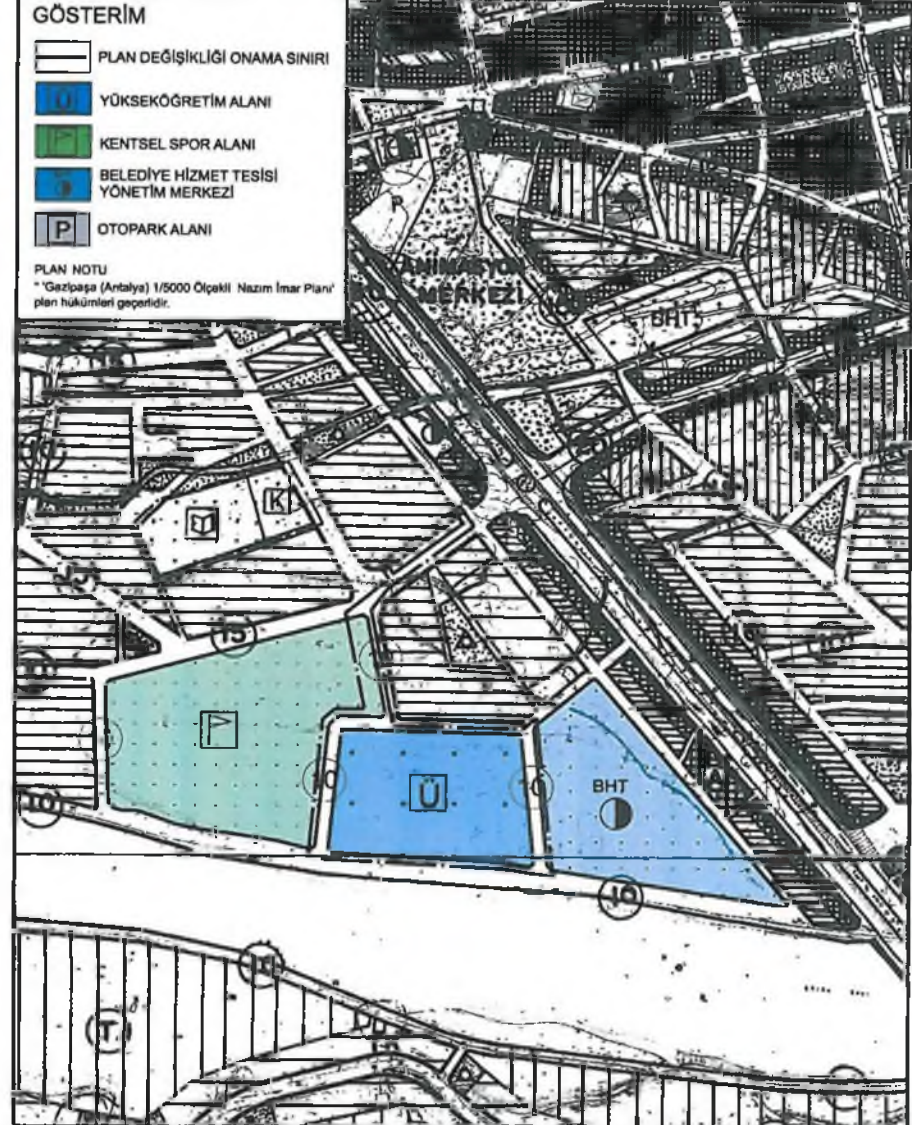 GÖSTERİM
PLAN DEĞİŞİKLİĞİ ONAMA SINIRI
Ü
YÜKSEKÖĞRETİM ALANI
KENTSEL SPOR ALANI
BELEDİYE HİZMET TESİSİ
YÖNETİM MERKEZİ
P
OTOPARK ALANI
PLAN NOTU
* 'Gazipaşa (Antalya) 1/5000 Ölçekli Nazım İmar Planı'
plan hükümleri geçerlidir.
MERKEZİ
K
15
10
Ü
BHT
10
10
(T)